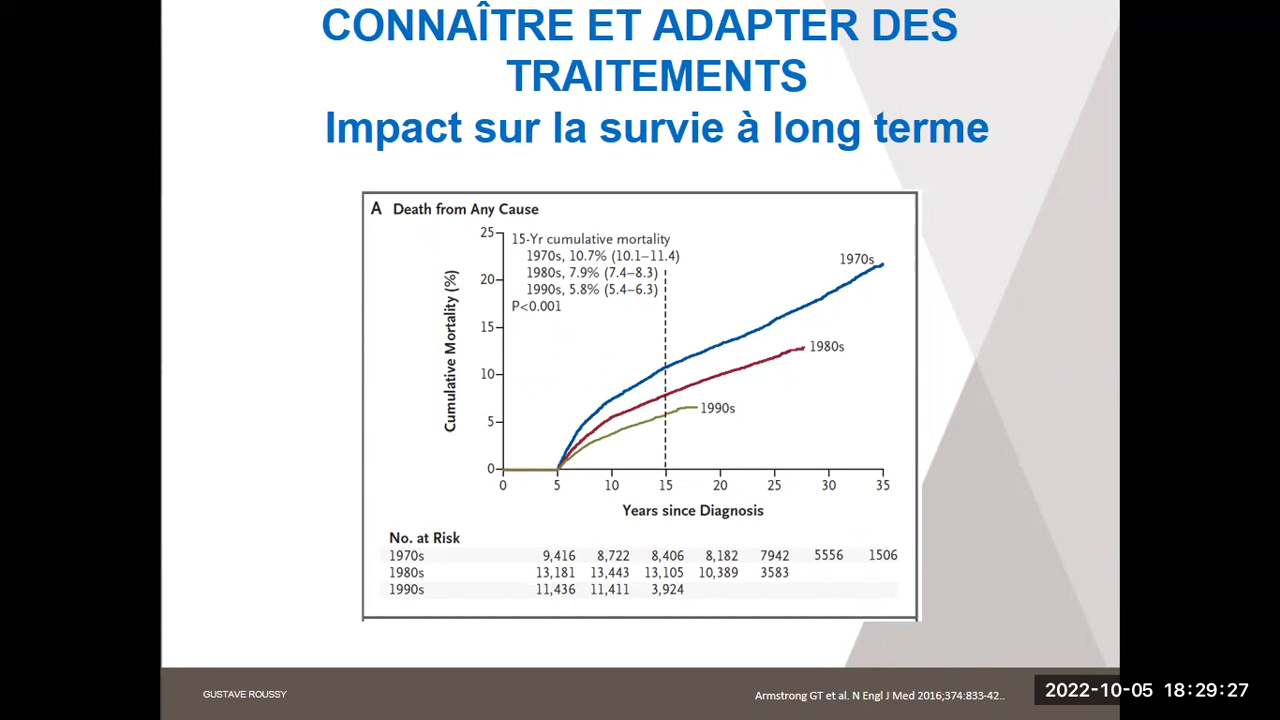 CONNAÎTRE ET ADAPTER DES
TRAITEMENTS
Impact sur la survie à long terme
A Death from Any Cause
25
20
15
10
5
0
Cumulative Mortality (%)
15-Yr cumulative mortality
1970s, 10.7% (10.1–11.4)
1980s, 7.9% (7.4–8.3)
1990s, 5.8% (5.4–6.3)
P<0.001
1970s
1980s
1990s
0 5 10 15 20 25 30 35
Years since Diagnosis
No. at Risk
1970s 9,416 8,722 8,406 8,182 7942 5556 1506
1980s 13,181 13,443 13,105 10,389 3583
1990s 11,436 11,411 3,924
GUSTAVE ROUSSY
Armstrong GT et al. N Engl J Med 2016;374:833-42..
2022-10-05 18:29:27